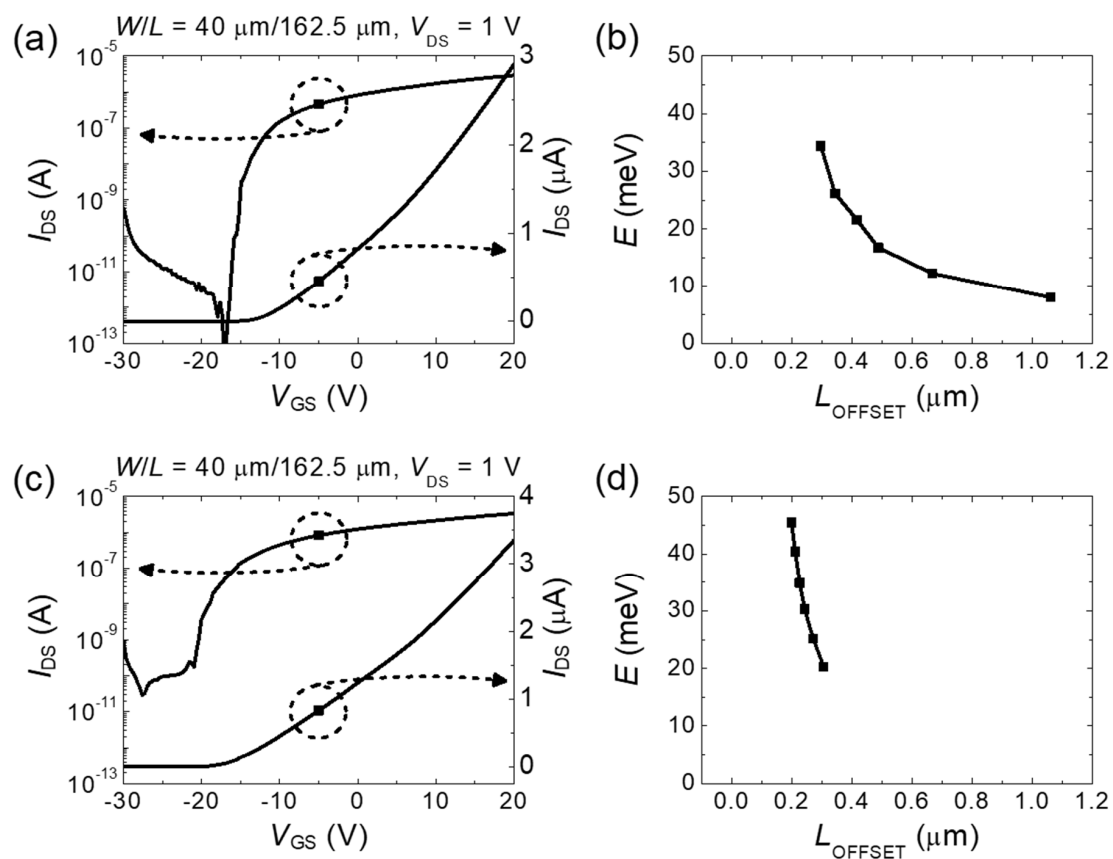 (a)
W/L = 40 μm/162.5 μm, V_DS = 1 V
10^-5
10^-7
10^-9
10^-11
10^-13
I_DS (A)
3
2
1
0
I_DS (μA)
-30 -20 -10 0 10 20
V_GS (V)
(b)
50
40
30
20
10
0
E (meV)
0.0 0.2 0.4 0.6 0.8 1.0 1.2
L_OFFSET (μm)
(c)
W/L = 40 μm/162.5 μm, V_DS = 1 V
10^-5
10^-7
10^-9
10^-11
10^-13
I_DS (A)
4
3
2
1
0
I_DS (μA)
-30 -20 -10 0 10 20
V_GS (V)
(d)
50
40
30
20
10
0
E (meV)
0.0 0.2 0.4 0.6 0.8 1.0 1.2
L_OFFSET (μm)